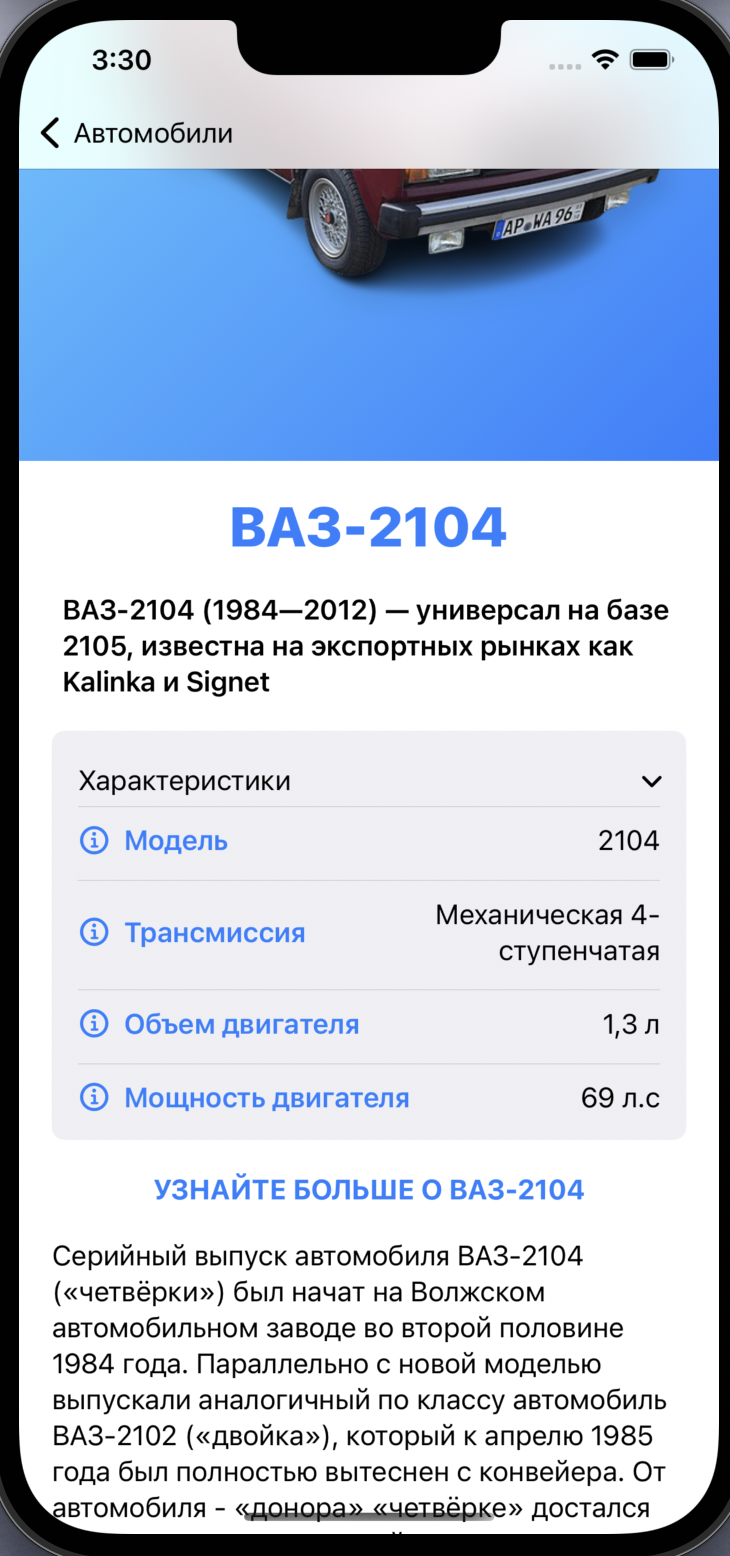 3:30
Автомобили
AP WA 96
ВАЗ-2104
ВАЗ-2104 (1984—2012) — универсал на базе
2105, известна на экспортных рынках как
Kalinka и Signet
Характеристики
Модель 2104
Трансмиссия Механическая 4-
ступенчатая
Объем двигателя 1,3 л
Мощность двигателя 69 л.с
УЗНАЙТЕ БОЛЬШЕ О ВАЗ-2104
Серийный выпуск автомобиля ВАЗ-2104
(«четвёрки») был начат на Волжском
автомобильном заводе во второй половине
1984 года. Параллельно с новой моделью
выпускали аналогичный по классу автомобиль
ВАЗ-2102 («двойка»), который к апрелю 1985
года был полностью вытеснен с конвейера. От
автомобиля - «донора» «четвёрке» достался